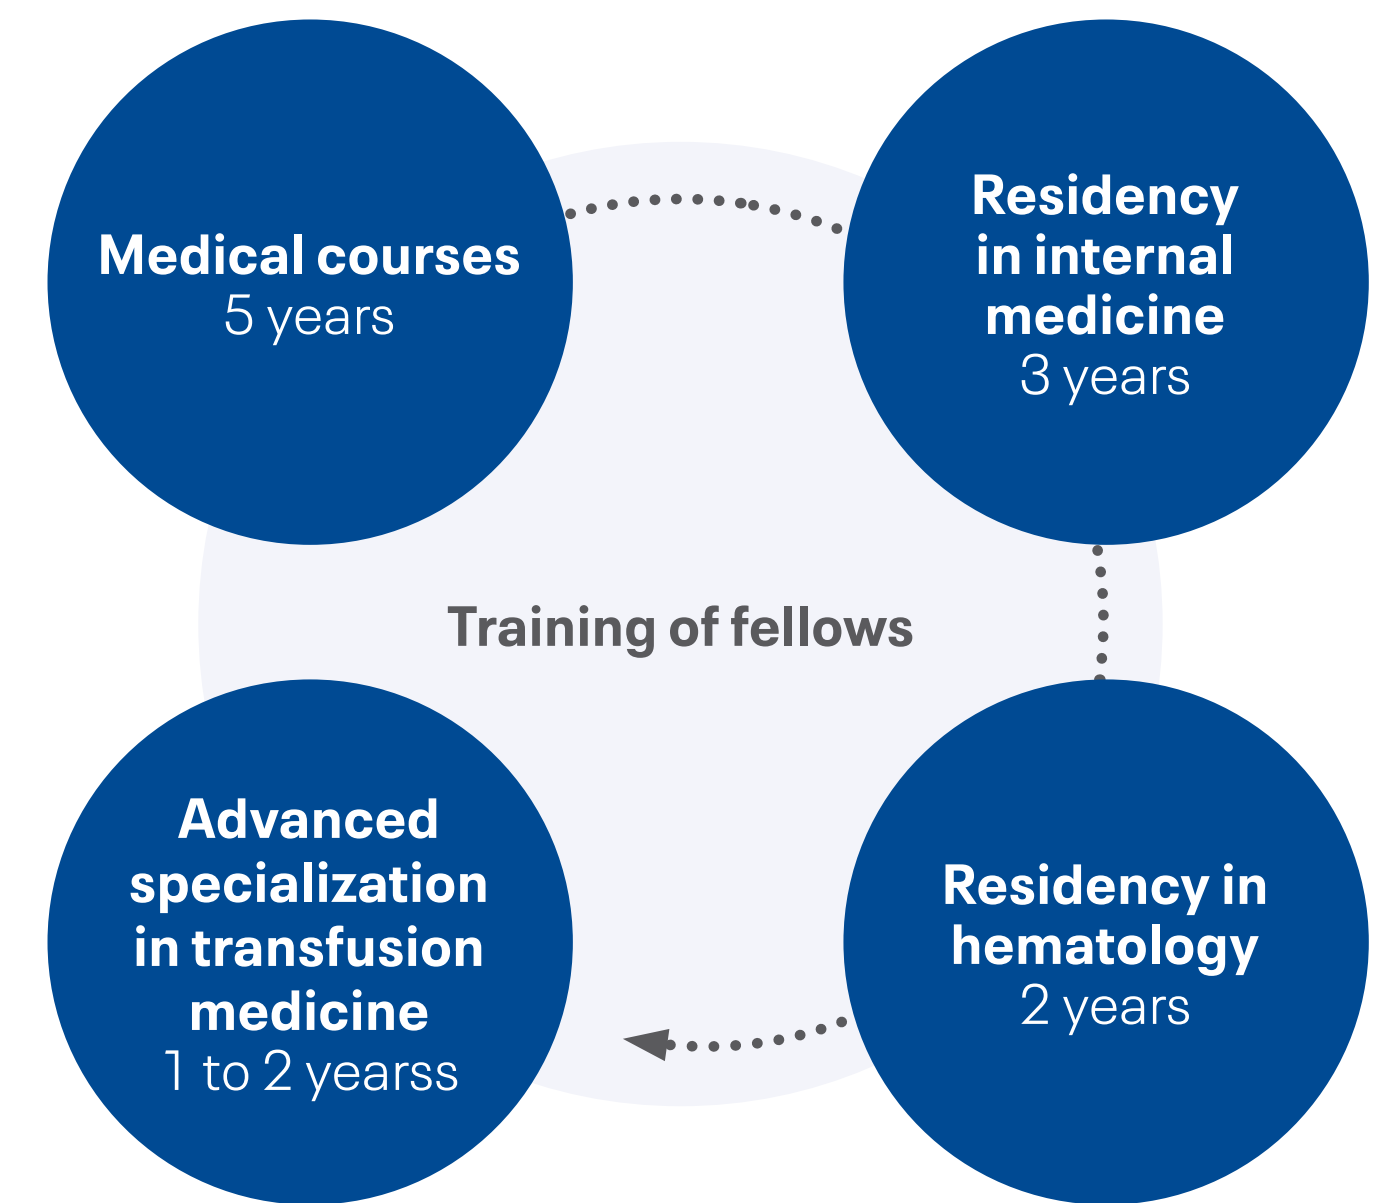 Medical courses
5 years
Residency
in internal
medicine
3 years
Training of fellows
Advanced
specialization
in transfusion
medicine
1 to 2 yearss
Residency in
hematology
2 years